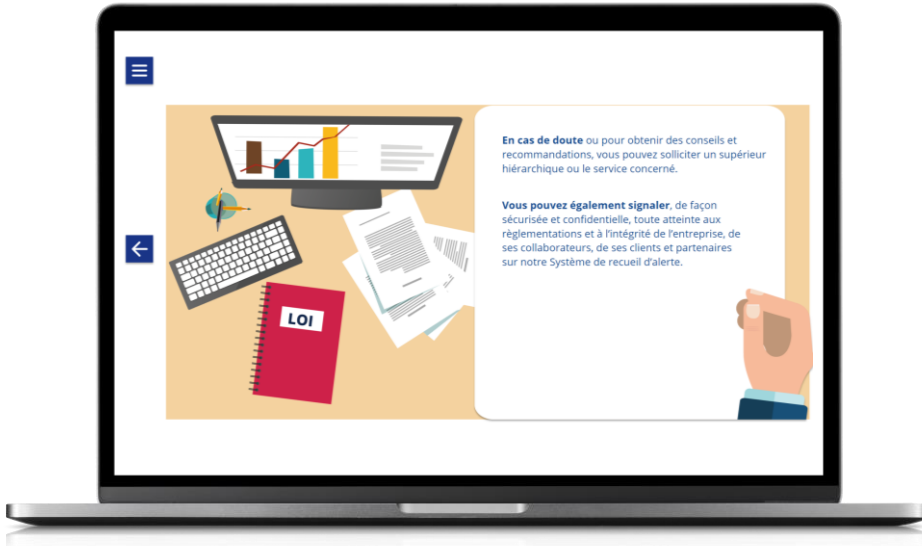 LOI
En cas de doute ou pour obtenir des conseils et
recommandations, vous pouvez solliciter un supérieur
hiérarchique ou le service concerné.
Vous pouvez également signaler, de façon
sécurisée et confidentielle, toute atteinte aux
règlementations et à l’intégrité de l’entreprise, de
ses collaborateurs, de ses clients et partenaires
sur notre Système de recueil d’alerte.